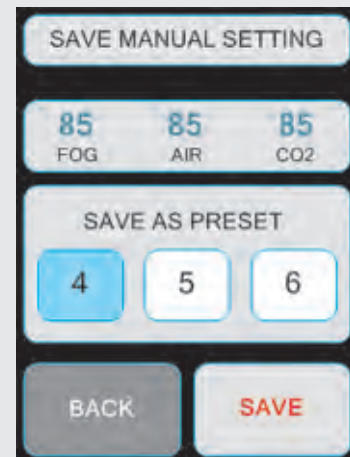 SAVE MANUAL SETTING
85 85 85
FOG AIR CO2
SAVE AS PRESET
4 5 6
BACK SAVE